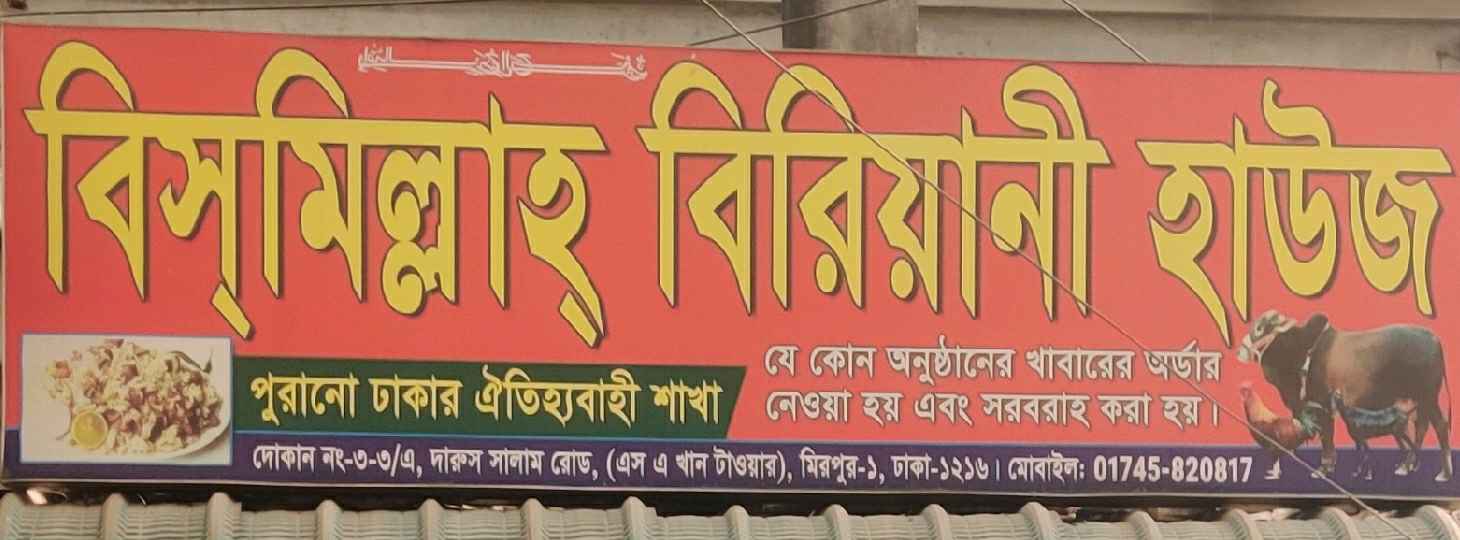 বিস্‌মিল্লাহ্‌ বিরিয়ানী হাউজ
পুরানো ঢাকার ঐতিহ্যবাহী শাখা
যে কোন অনুষ্ঠানের খাবারের অর্ডার
নেওয়া হয় এবং সরবরাহ করা হয়।
দোকান নং-৩-৩/এ, দারুস সালাম রোড, (এস এ খান টাওয়ার), মিরপুর-১, ঢাকা-১২১৬। মোবাইল: 01745-820817